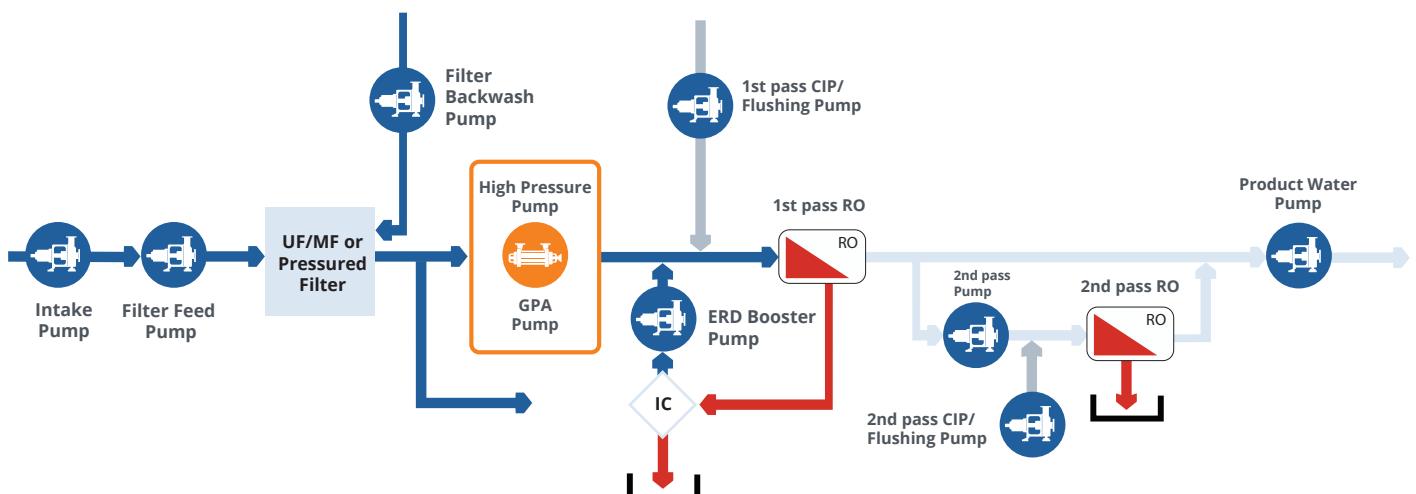 Filter
Backwash
Pump
1st pass CIP/
Flushing Pump
High Pressure
Pump
GPA
Pump
1st pass RO
RO
Product Water
Pump
UF/MF or
Pressured
Filter
Intake
Pump
Filter Feed
Pump
ERD Booster
Pump
IC
2nd pass
Pump
2nd pass RO
RO
2nd pass CIP/
Flushing Pump